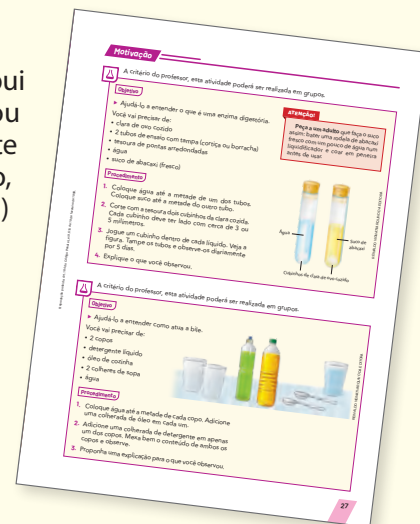 pui
ou
te
o,
)
Motivação
A critério do professor, esta atividade poderá ser realizada em grupos.
Objetivo
▸ Ajudá-lo a entender o que é uma enzima digestória.
Você vai precisar de:
• clara de ovo cozido
• 2 tubos de ensaio com tampa (cortiça ou borracha)
• tesoura de pontas arredondadas
• água
• suco de abacaxi (fresco)
ATENÇÃO!
Peça a um adulto que faça o suco
assim: bater uma rodela de abacaxi
fresco com um pouco de água num
liquidificador e coar em peneira
antes de usar.
Procedimento
1. Coloque água até a metade de um dos tubos.
Coloque suco até a metade do outro tubo.
2. Corte com a tesoura dois cubinhos da clara cozida.
Cada cubinho deve ter lado com cerca de 3 ou
5 milímetros.
3. Jogue um cubinho dentro de cada líquido. Veja a
figura. Tampe os tubos e observe-os diariamente
por 5 dias.
4. Explique o que você observou.
Água
Suco de
abacaxi
Cubinhos de clara de ovo cozida
A critério do professor, esta atividade poderá ser realizada em grupos.
Objetivo
▸ Ajudá-lo a entender como atua a bile.
Você vai precisar de:
• 2 copos
• detergente líquido
• óleo de cozinha
• 2 colheres de sopa
• água
Procedimento
1. Coloque água até a metade de cada copo. Adicione
uma colherada de óleo em cada um.
2. Adicione uma colherada de detergente em apenas
um dos copos. Mexa bem o conteúdo de ambos os
copos e observe.
3. Proponha uma explicação para o que você observou.
27